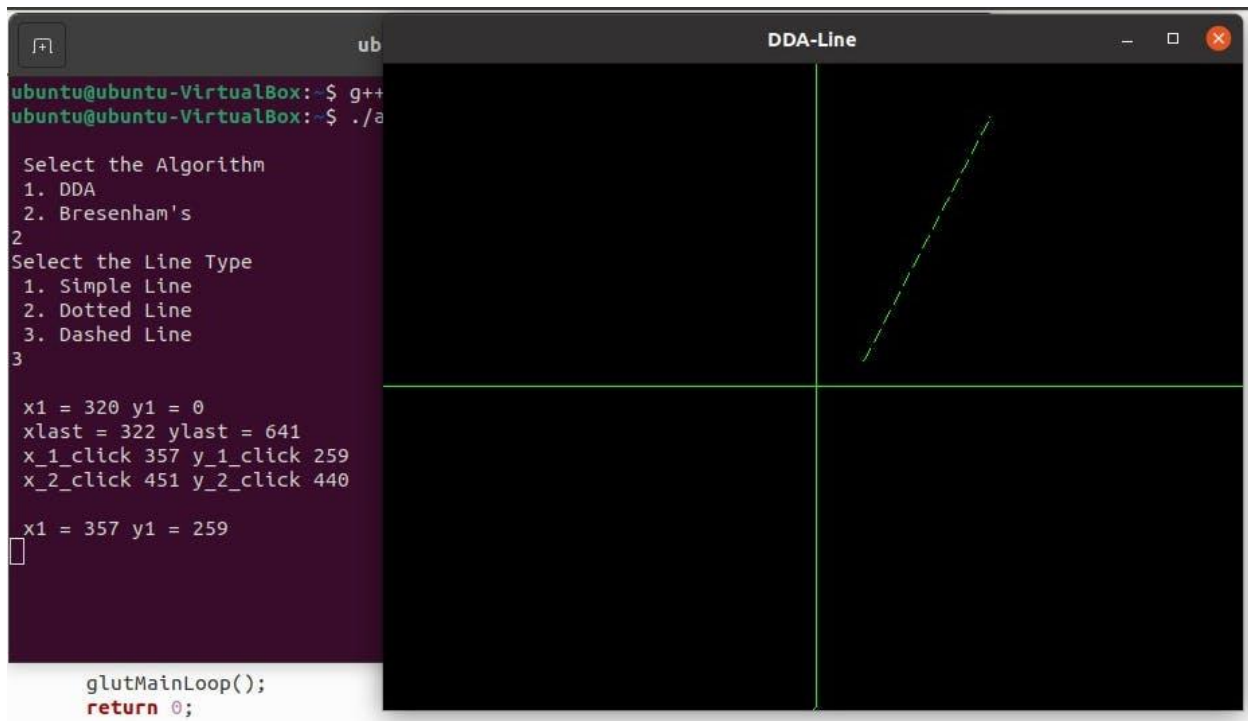 ub
DDA-Line
ubuntu@ubuntu-VirtualBox:~$ g++
ubuntu@ubuntu-VirtualBox:~$ ./a
Select the Algorithm
1. DDA
2. Bresenham's
2
Select the Line Type
1. Simple Line
2. Dotted Line
3. Dashed Line
3
x1 = 320 y1 = 0
xlast = 322 ylast = 641
x_1_click 357 y_1_click 259
x_2_click 451 y_2_click 440
x1 = 357 y1 = 259
glutMainLoop();
return 0;